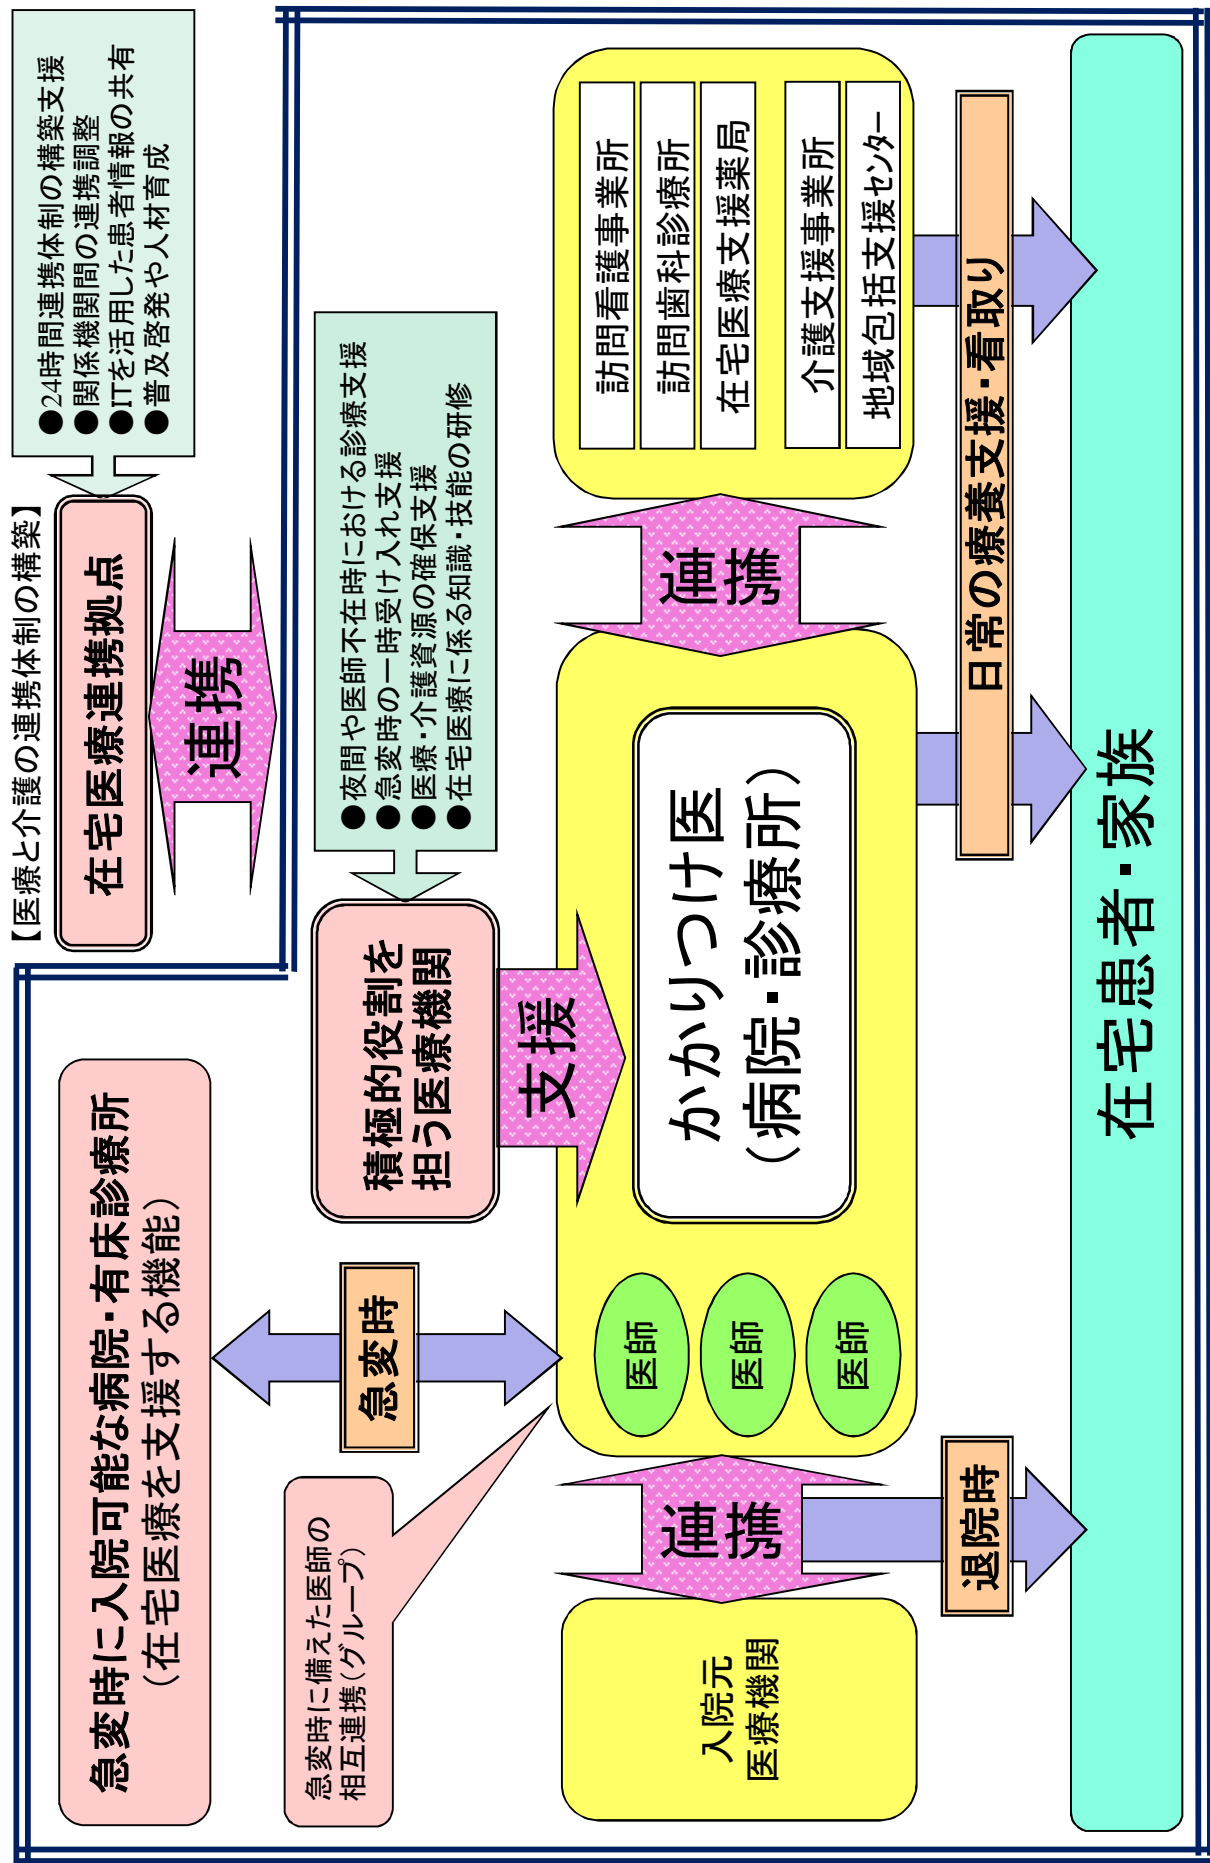 【医療と介護の連携体制の構築】
在宅医療連携拠点
●24時間連携体制の構築支援
●関係機関間の連携調整
●ITを活用した患者情報の共有
●普及啓発や人材育成
連携
急変時に入院可能な病院・有床診療所
（在宅医療を支援する機能）
急変時に備えた医師の
相互連携（グループ）
急変時
積極的役割を
担う医療機関
●夜間や医師不在時における診療支援
●急変時の一時受け入れ支援
●医療・介護資源の確保支援
●在宅医療に係る知識・技能の研修
支援
入院元
医療機関
連携
医師
医師
医師
かかりつけ医
（病院・診療所）
連携
訪問看護事業所
訪問歯科診療所
在宅医療支援薬局
介護支援事業所
地域包括支援センター
退院時
日常の療養支援・看取り
在宅患者・家族